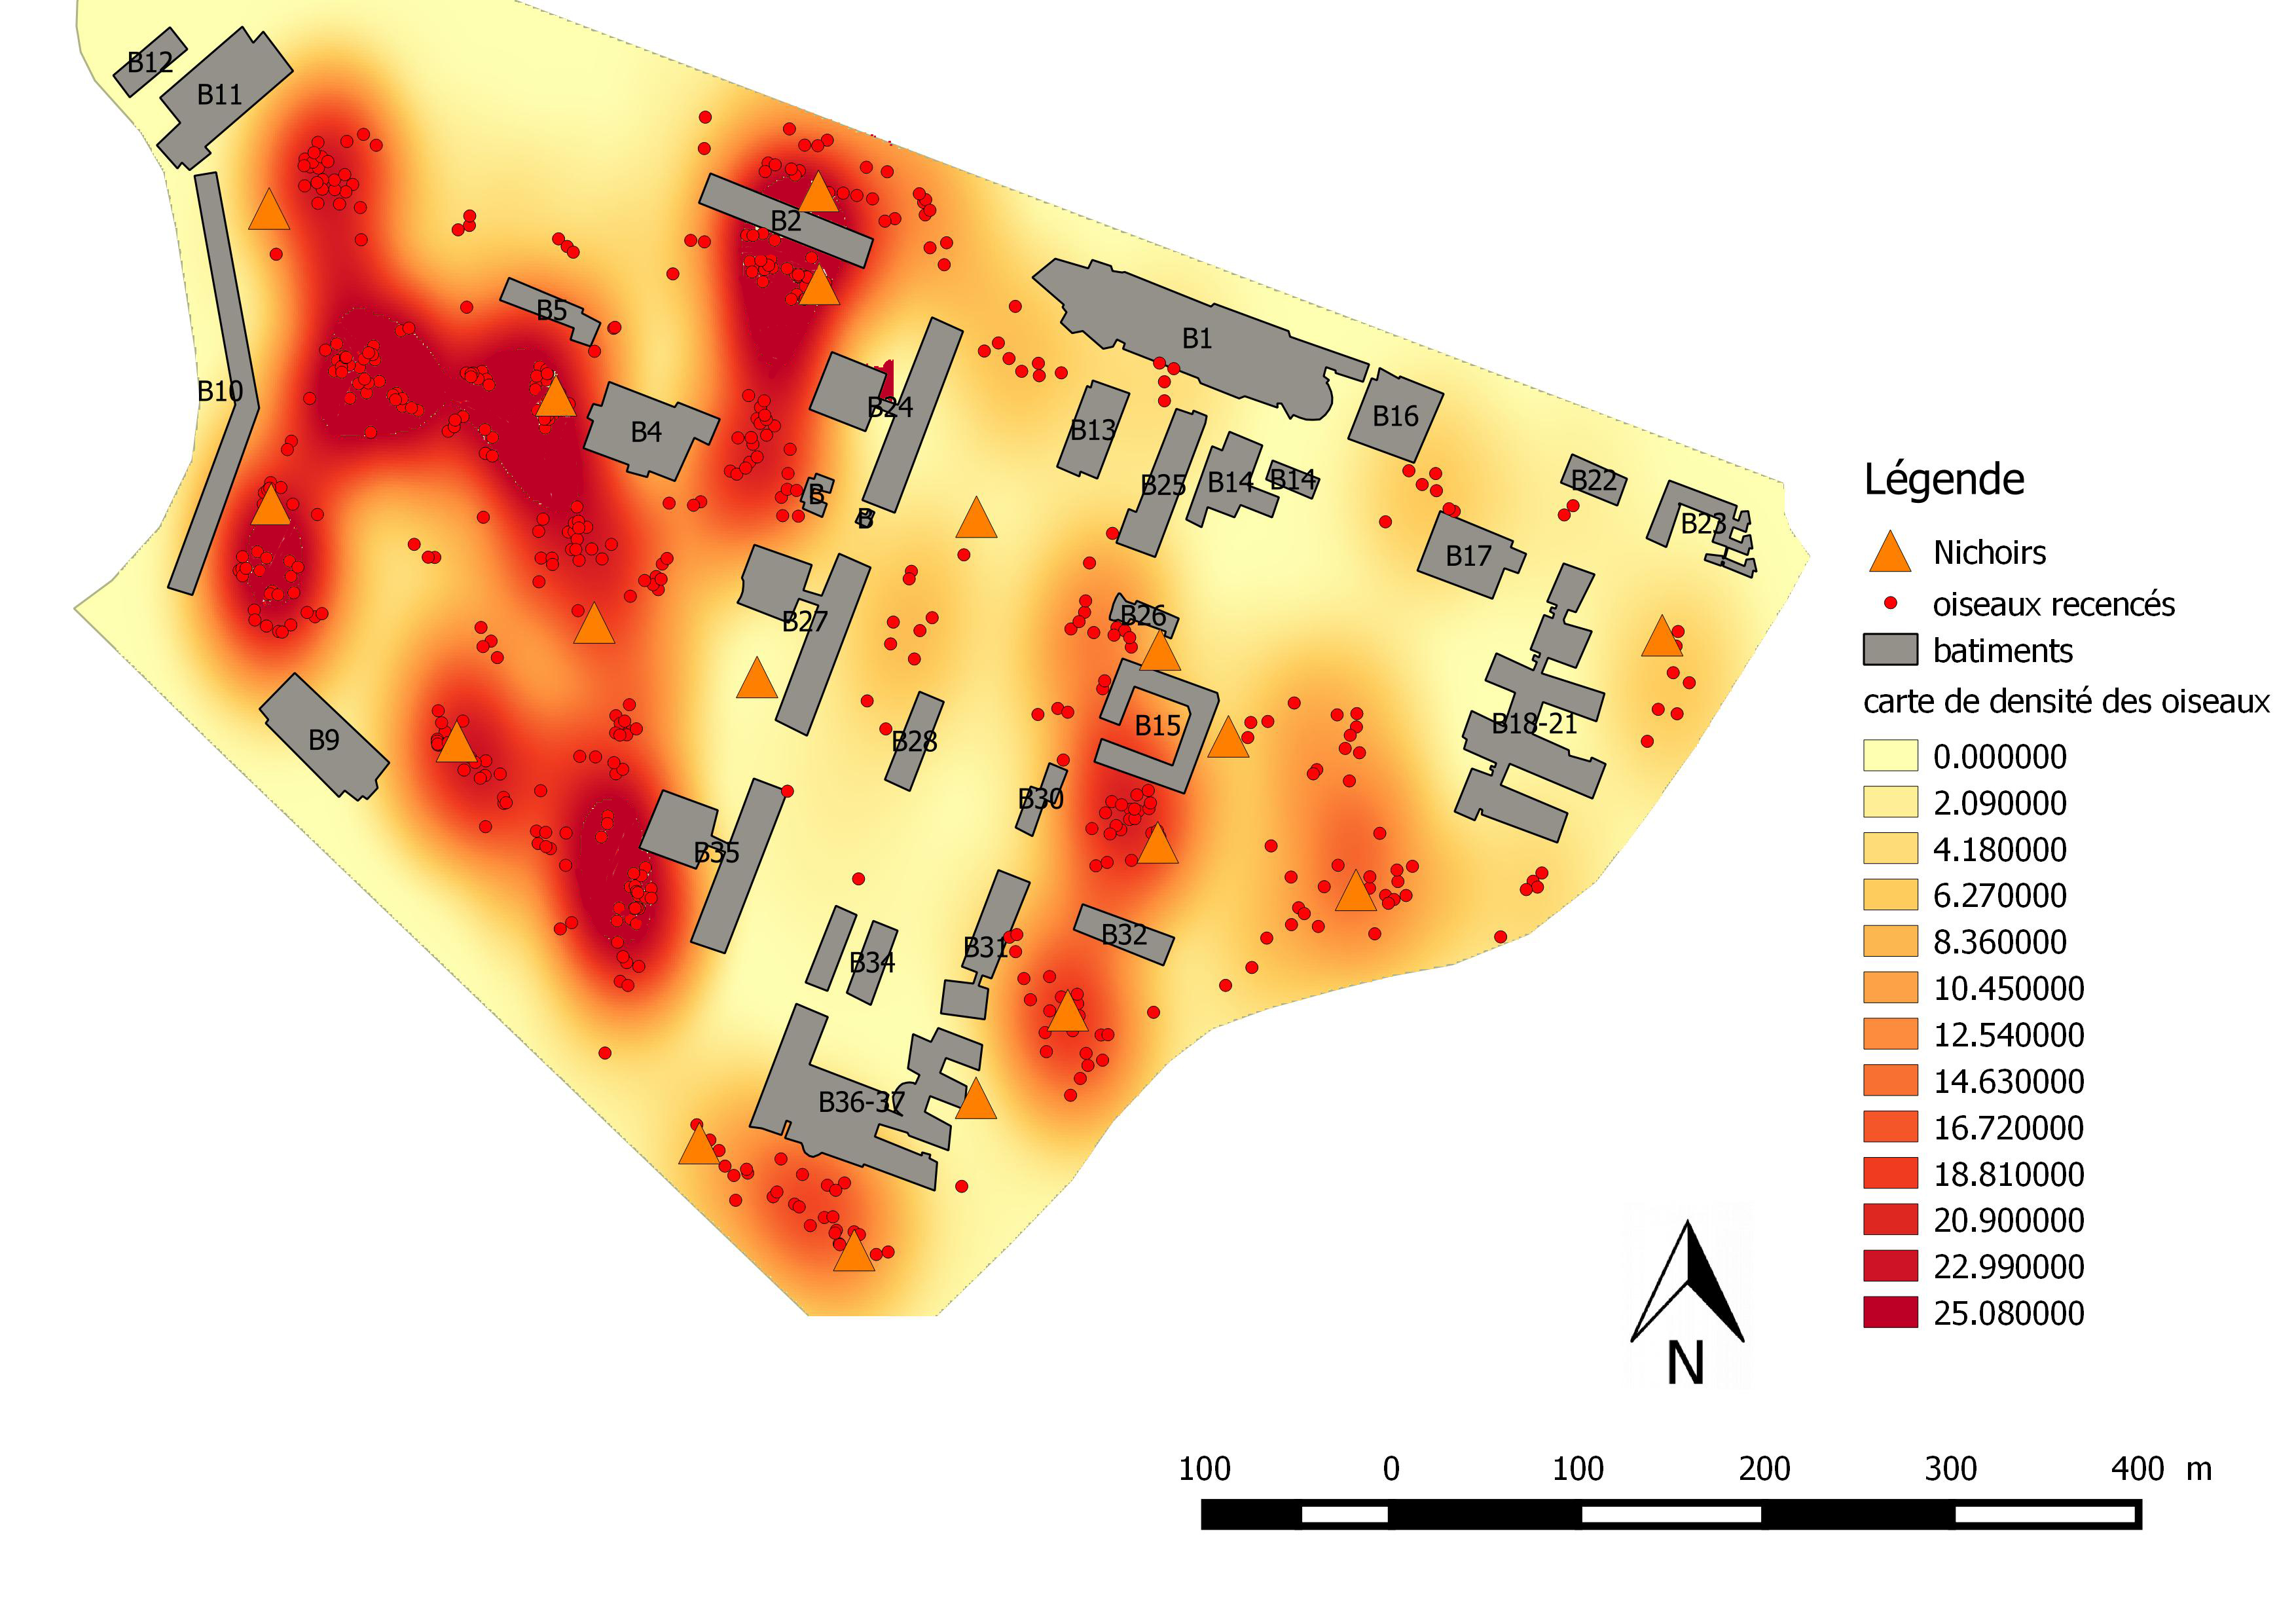 B12
B11
B2
B5
B1
B10
B4
B24
B13
B16
B25
B14
B14
B22
B23
B
B
B17
B27
B26
B9
B28
B15
B18-21
B30
B35
B34
B31
B32
B36-37
Légende
Nichoirs
oiseaux recencés
batiments
carte de densité des oiseaux
0.000000
2.090000
4.180000
6.270000
8.360000
10.450000
12.540000
14.630000
16.720000
18.810000
20.900000
22.990000
25.080000
N
100 0 100 200 300 400 m